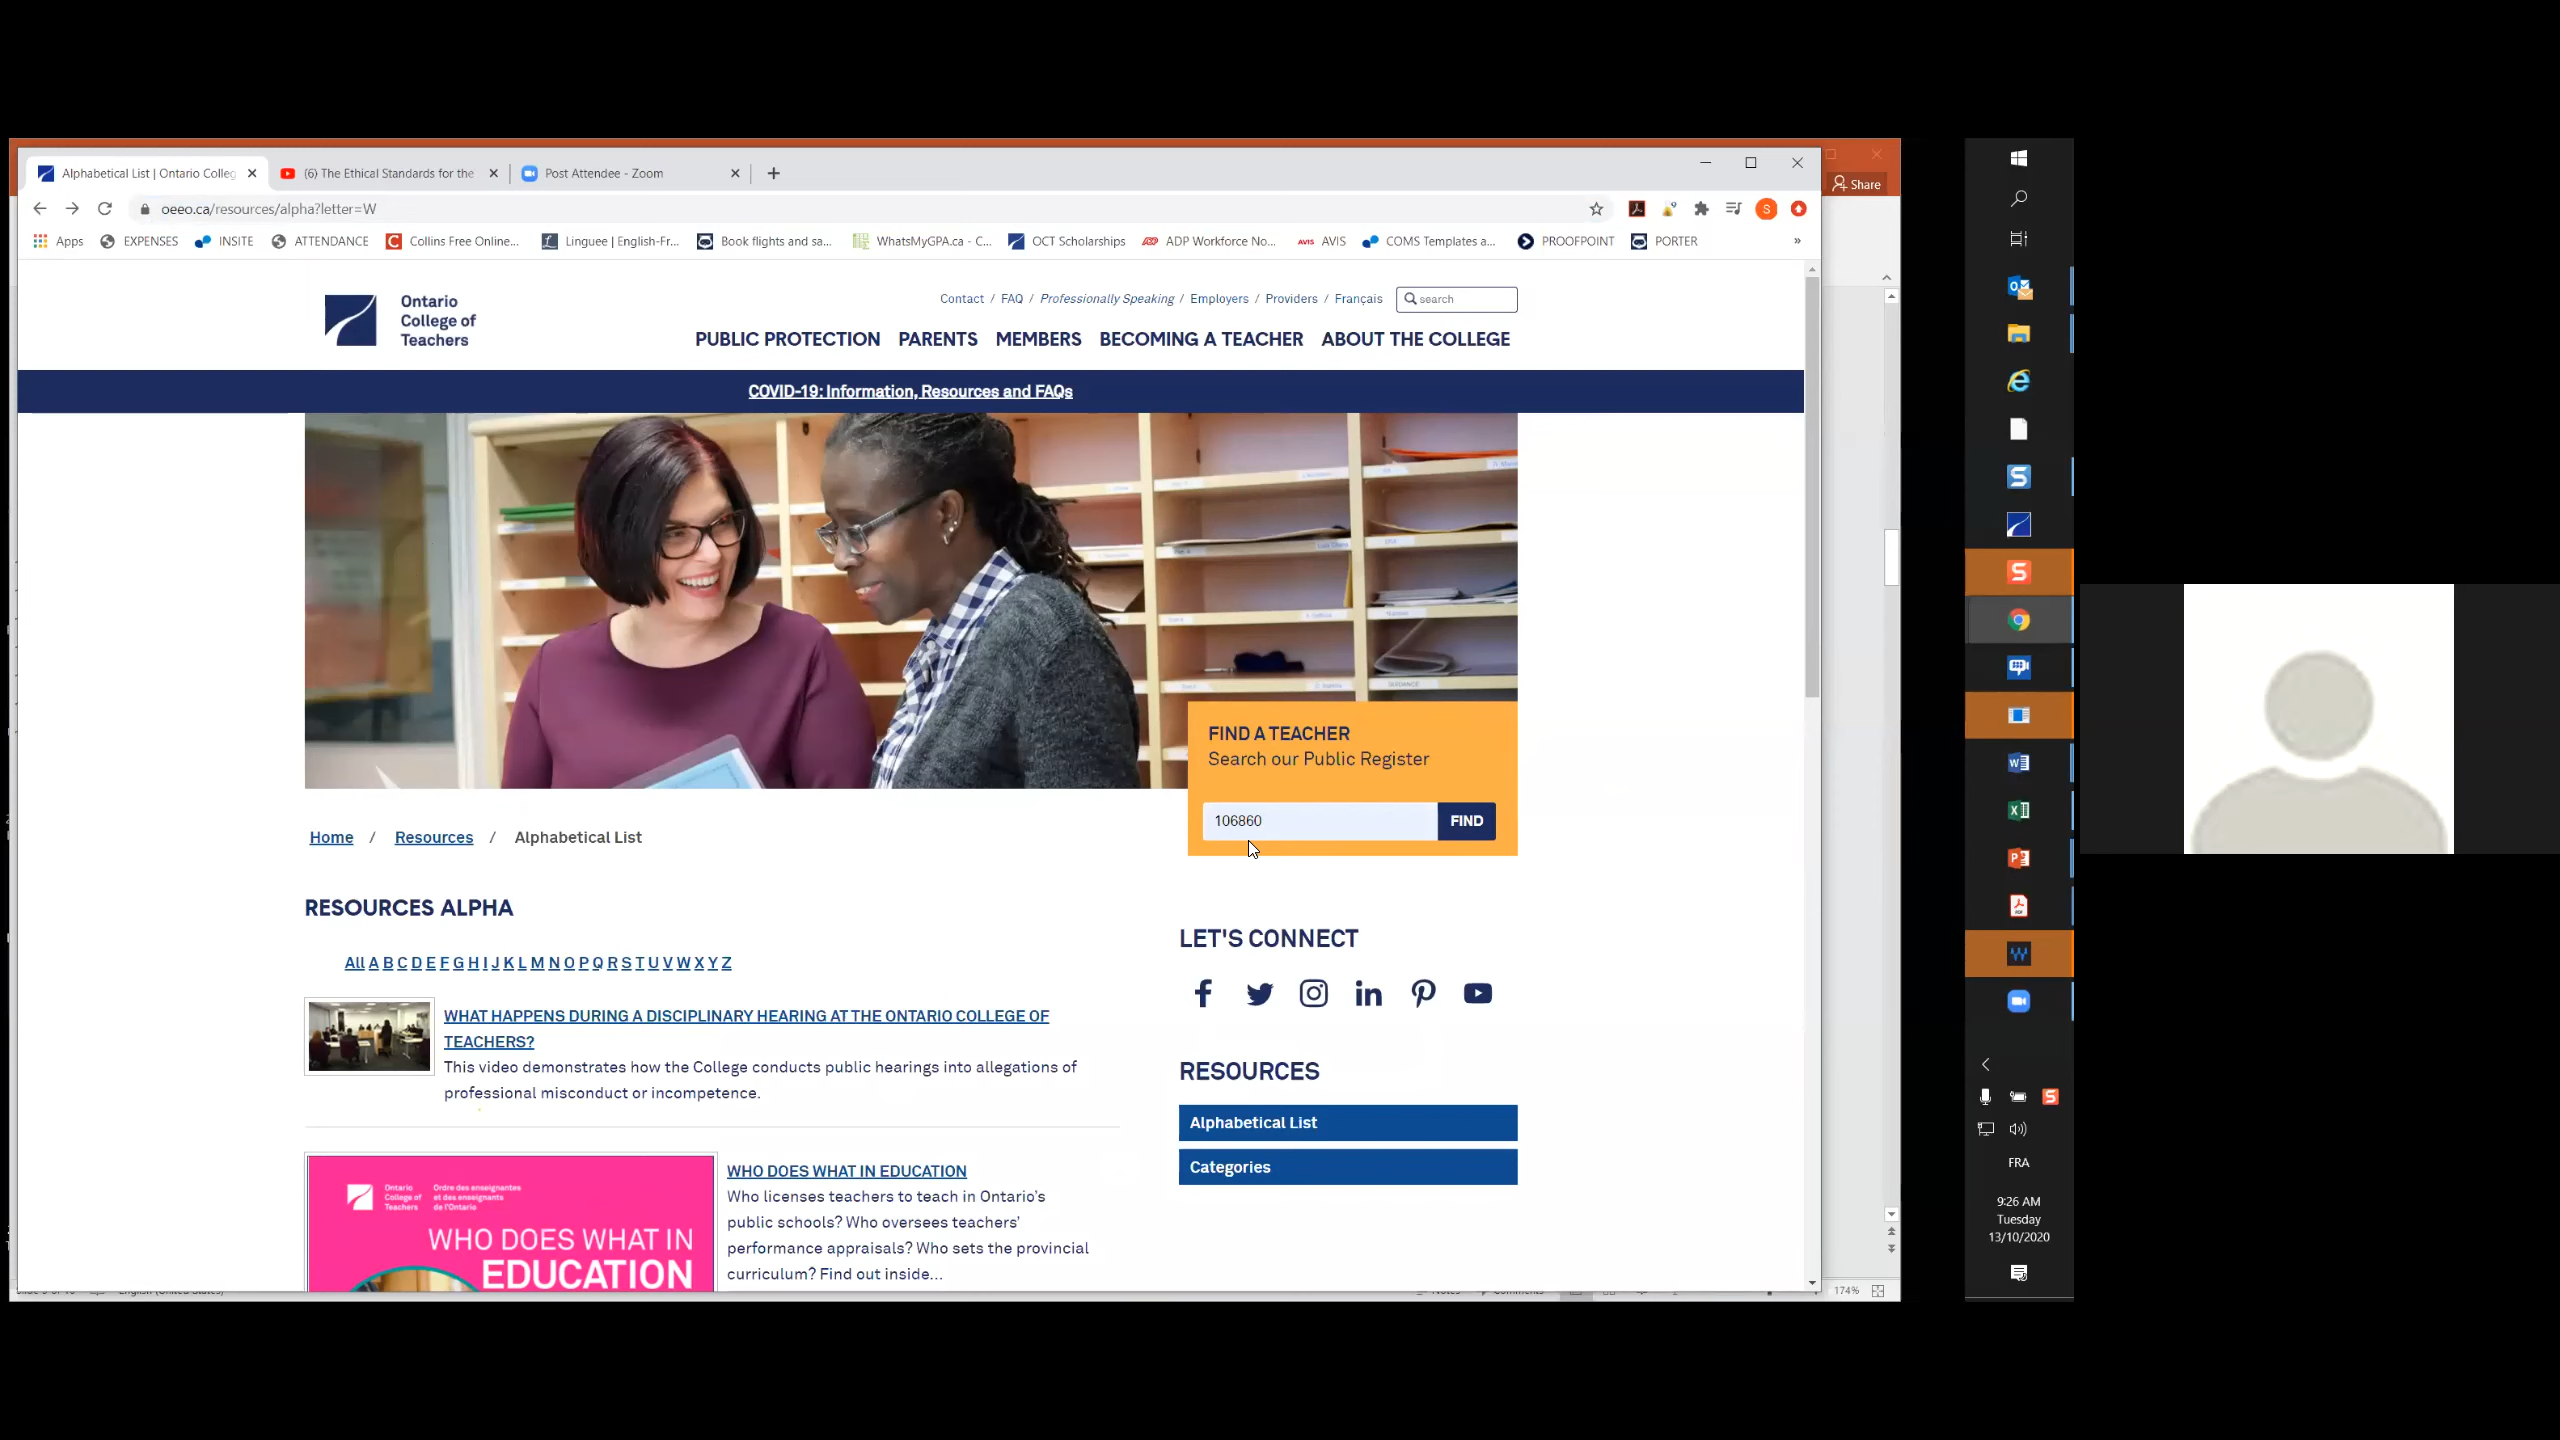 Alphabetical List | Ontario Colleg
(6) The Ethical Standards for the
Post Attendee - Zoom
Share
oeeo.ca/resources/alpha?letter=W
Apps
EXPENSES
INSITE
ATTENDANCE
Collins Free Online...
Linguee | English-Fr...
Book flights and sa...
WhatsMyGPA.ca - C...
OCT Scholarships
ADP Workforce No...
AVIS
COMS Templates a...
PROOFPOINT
PORTER
Ontario
College of
Teachers
Contact / FAQ / Professionally Speaking / Employers / Providers / Français
search
PUBLIC PROTECTION PARENTS MEMBERS BECOMING A TEACHER ABOUT THE COLLEGE
COVID-19: Information, Resources and FAQs
FIND A TEACHER
Search our Public Register
106860
FIND
Home / Resources / Alphabetical List
RESOURCES ALPHA
All A B C D E F G H I J K L M N O P Q R S T U V W X Y Z
WHAT HAPPENS DURING A DISCIPLINARY HEARING AT THE ONTARIO COLLEGE OF
TEACHERS?
This video demonstrates how the College conducts public hearings into allegations of
professional misconduct or incompetence.
Ontario
College of
Teachers
Ordre des enseignantes
et des enseignants
de l'Ontario
WHO DOES WHAT IN
EDUCATION
WHO DOES WHAT IN EDUCATION
Who licenses teachers to teach in Ontario's
public schools? Who oversees teachers'
performance appraisals? Who sets the provincial
curriculum? Find out inside...
LET'S CONNECT
RESOURCES
Alphabetical List
Categories
174%
FRA
9:26 AM
Tuesday
13/10/2020